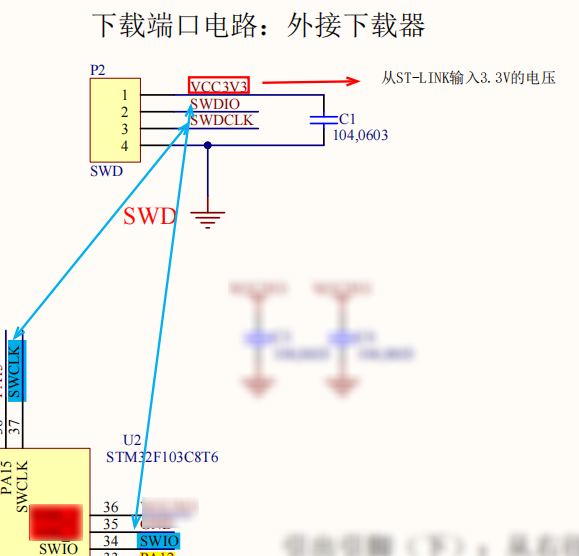 下载端口电路：外接下载器
P2
VCC3V3
从ST-LINK输入3.3V的电压
1
SWDIO
2
SWDCLK
3
C1
104,0603
4
SWD
SWD
SWCLK
37
U2
STM32F103C8T6
PA15
SWCLK
36
35
34
SWIO
SWIO